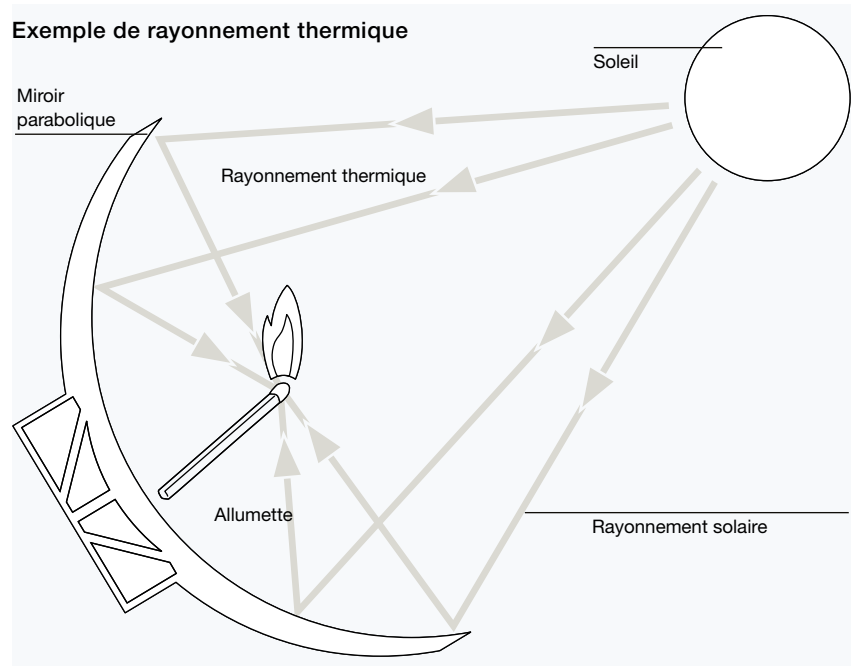 Exemple de rayonnement thermique
Soleil
Miroir
parabolique
Rayonnement thermique
Allumette
Rayonnement solaire